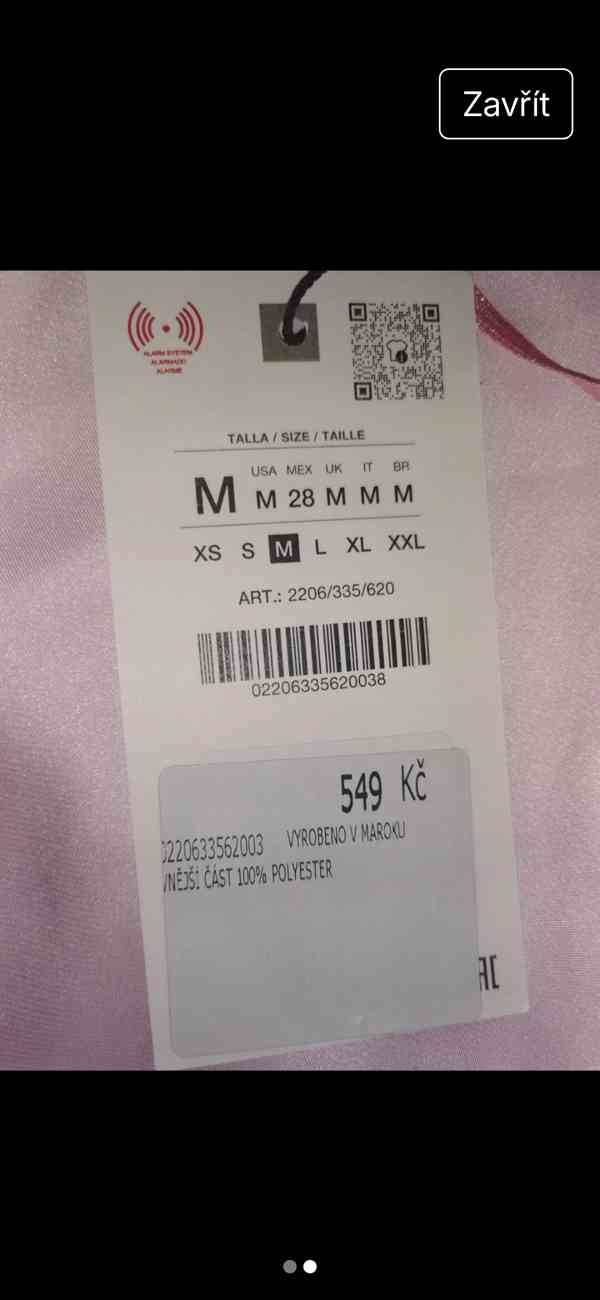 Zavřít
ALARM SYSTEM
ALARMADO
ALARME
TALLA / SIZE / TAILLE
USA MEX UK IT BR
M M 28 M M M
XS S M L XL XXL
ART.: 2206/335/620
02206335620038
549 Kč
0220633562003 VYROBENO V MAROKU
VNĚJŠÍ ČÁST 100% POLYESTER